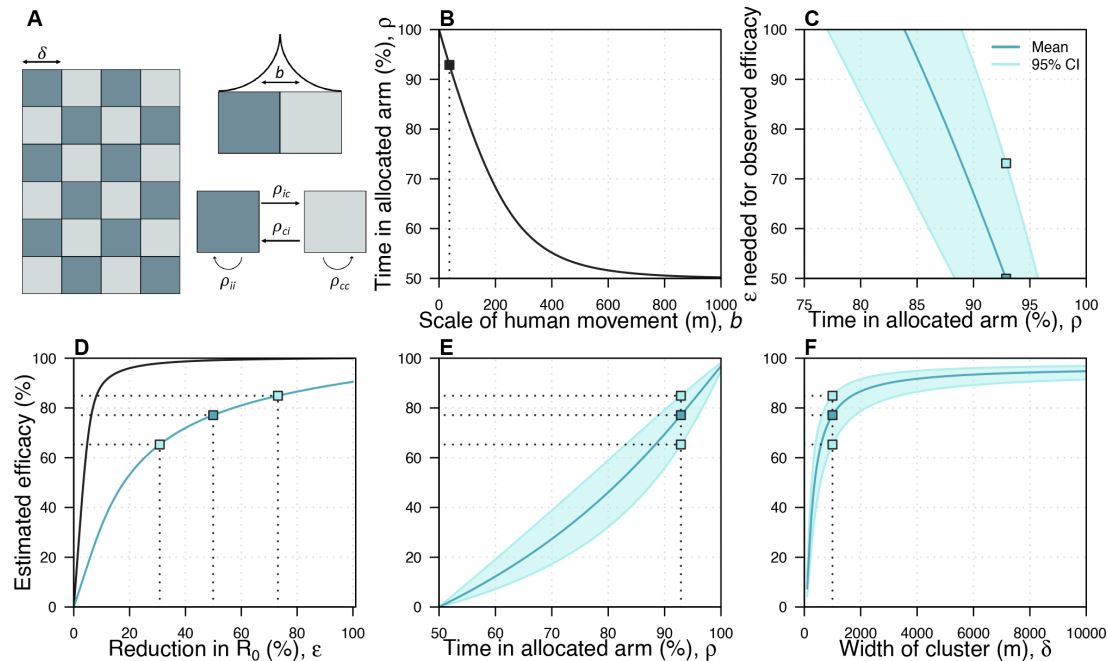 A
δ
b
ρic
ρci
ρii
ρcc
B
Time in allocated arm (%), ρ
100
90
80
70
60
50
0
200
400
600
800
1000
Scale of human movement (m), b
C
ε needed for observed efficacy
100
90
80
70
60
50
75
80
85
90
95
100
Time in allocated arm (%), ρ
Mean
95% CI
D
Estimated efficacy (%)
100
80
60
40
20
0
0
20
40
60
80
100
Reduction in R0 (%), ε
E
100
80
60
40
20
0
50
60
70
80
90
100
Time in allocated arm (%), ρ
F
100
80
60
40
20
0
0
2000
4000
6000
8000
10000
Width of cluster (m), δ